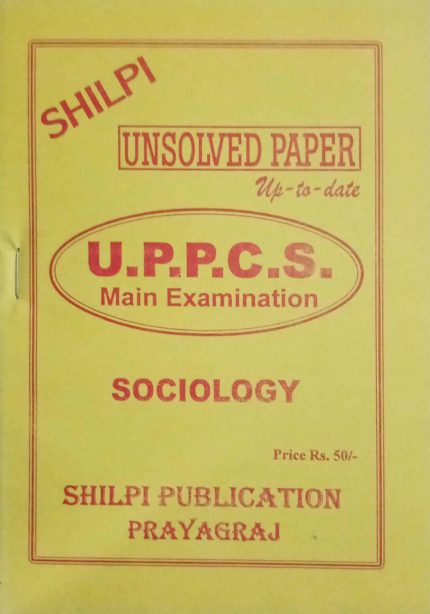 SHILPI
UNSOLVED PAPER
Up-to-date
U.P.P.C.S.
Main Examination
SOCIOLOGY
Price Rs. 50/-
SHILPI PUBLICATION
PRAYAGRAJ